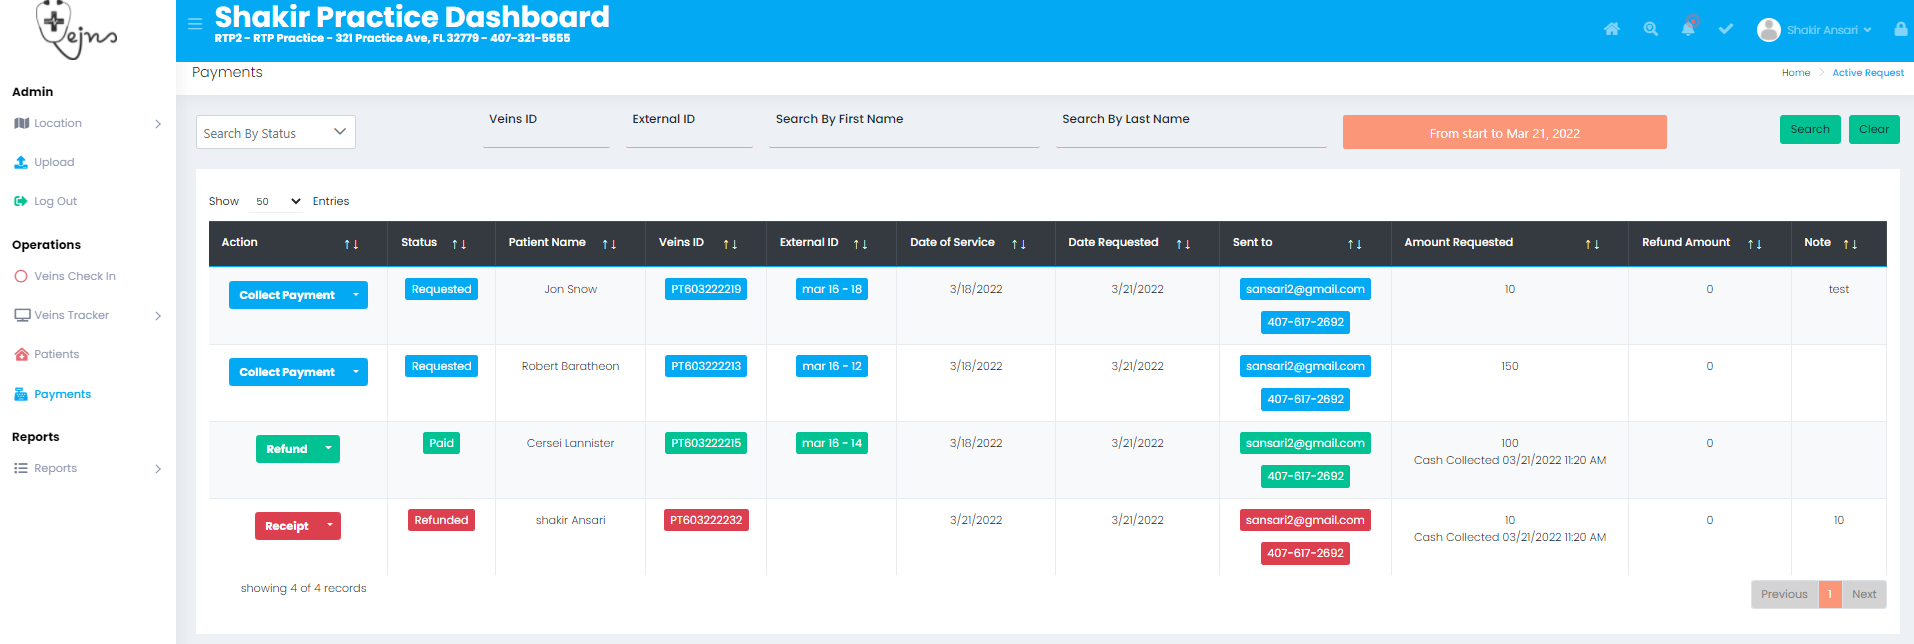 Vejns
Shakir Practice Dashboard
RTP2 - RTP Practice - 321 Practice Ave, FL 32779 - 407-321-5555
Shakir Ansari
Payments
Home > Active Request
Admin
Location
Upload
Log Out
Operations
Veins Check In
Veins Tracker
Patients
Payments
Reports
Reports
Search By Status
Veins ID
External ID
Search By First Name
Search By Last Name
From start to Mar 21, 2022
Search
Clear
Show 50 Entries
Action Status Patient Name Veins ID External ID Date of Service Date Requested Sent to Amount Requested Refund Amount Note
Collect Payment Requested Jon Snow PT603222219 mar 16 - 18 3/18/2022 3/21/2022 sansari2@gmail.com 10 0 test
407-617-2692
Collect Payment Requested Robert Baratheon PT603222213 mar 16 - 12 3/18/2022 3/21/2022 sansari2@gmail.com 150 0
407-617-2692
Refund Paid Cersei Lannister PT603222215 mar 16 - 14 3/18/2022 3/21/2022 sansari2@gmail.com 100 0
Cash Collected 03/21/2022 11:20 AM
407-617-2692
Receipt Refunded shakir Ansari PT603222232 3/21/2022 3/21/2022 sansari2@gmail.com 10 0 10
Cash Collected 03/21/2022 11:20 AM
407-617-2692
showing 4 of 4 records
Previous 1 Next